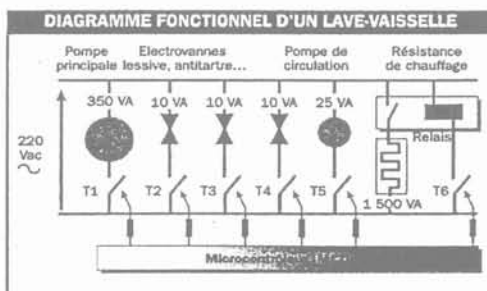 DIAGRAMME FONCTIONNEL D'UN LAVE-VAISSELLE
Pompe principale
Electrovannes lessive, antitartre...
Pompe de circulation
Résistance de chauffage
350 VA
10 VA
10 VA
10 VA
25 VA
Relais
220 Vac
T1
T2
T3
T4
T5
T6
1 500 VA